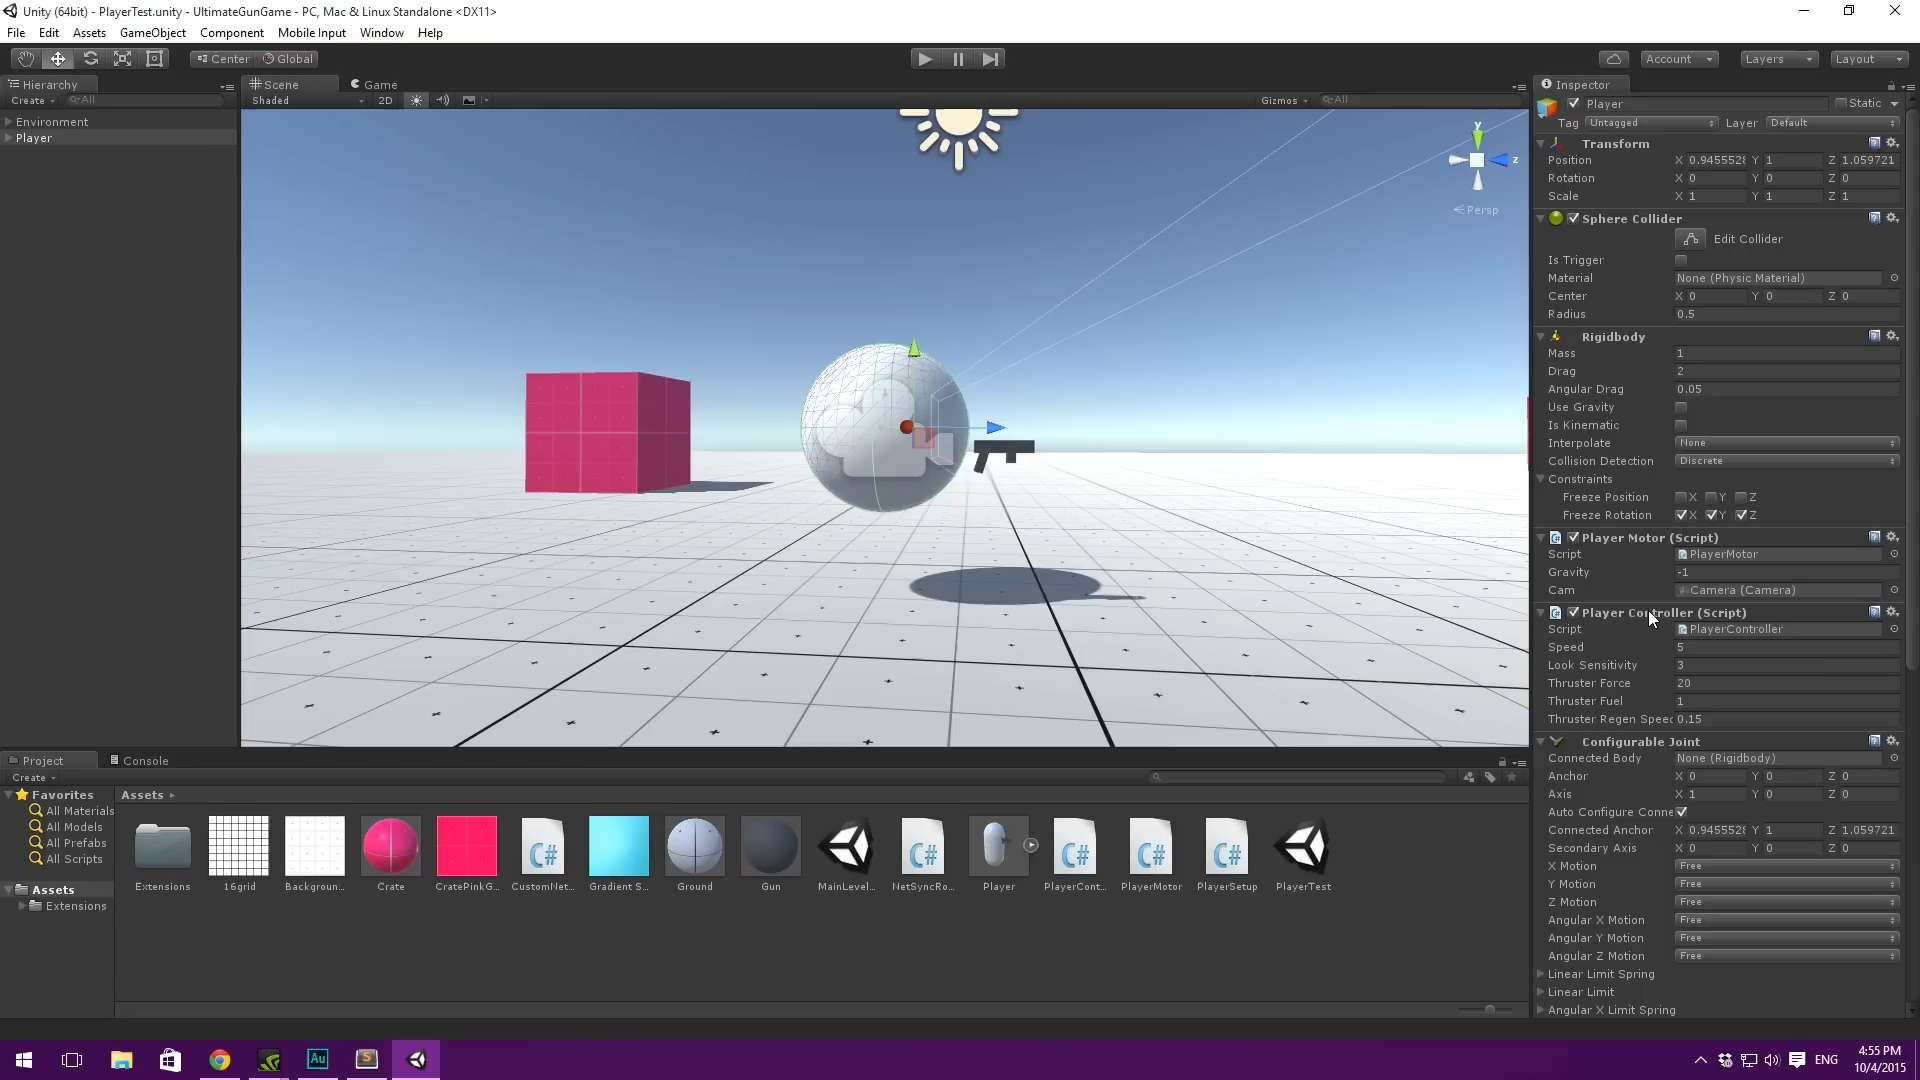 Unity (64bit) - PlayerTest.unity - UltimateGunGame - PC, Mac & Linux Standalone <DX11>
File Edit Assets GameObject Component Mobile Input Window Help
Center Global Account Layers Layout
Hierarchy
Create All
Environment
Player
Scene Game
Shaded 2D Gizmos All
y
z
Persp
Inspector
Player Static
Tag Untagged Layer Default
Transform
Position X 0.9455528 Y 1 Z 1.059721
Rotation X 0 Y 0 Z 0
Scale X 1 Y 1 Z 1
Sphere Collider
Edit Collider
Is Trigger
Material None (Physic Material)
Center X 0 Y 0 Z 0
Radius 0.5
Rigidbody
Mass 1
Drag 2
Angular Drag 0.05
Use Gravity
Is Kinematic
Interpolate None
Collision Detection Discrete
Constraints
Freeze Position X Y Z
Freeze Rotation X Y Z
Player Motor (Script)
Script PlayerMotor
Gravity -1
Cam Camera (Camera)
Player Controller (Script)
Script PlayerController
Speed 5
Look Sensitivity 3
Thruster Force 20
Thruster Fuel 1
Thruster Regen Speed 0.15
Configurable Joint
Connected Body None (Rigidbody)
Anchor X 0 Y 0 Z 0
Axis X 1 Y 0 Z 0
Auto Configure Conne
Connected Anchor X 0.9455528 Y 1 Z 1.059721
Secondary Axis X 0 Y 0 Z 0
X Motion Free
Y Motion Free
Z Motion Free
Angular X Motion Free
Angular Y Motion Free
Angular Z Motion Free
Linear Limit Spring
Linear Limit
Angular X Limit Spring
Project Console
Create
Favorites
All Materials
All Models
All Prefabs
All Scripts
Assets
Extensions
Assets
Extensions 16grid Backgroun... Crate CratePinkG... CustomNet... Gradient S... Ground Gun MainLevel... NetSyncRo... Player PlayerCont... PlayerMotor PlayerSetup PlayerTest
C# C# C# C# C#
Au S ENG
4:55 PM
10/4/2015